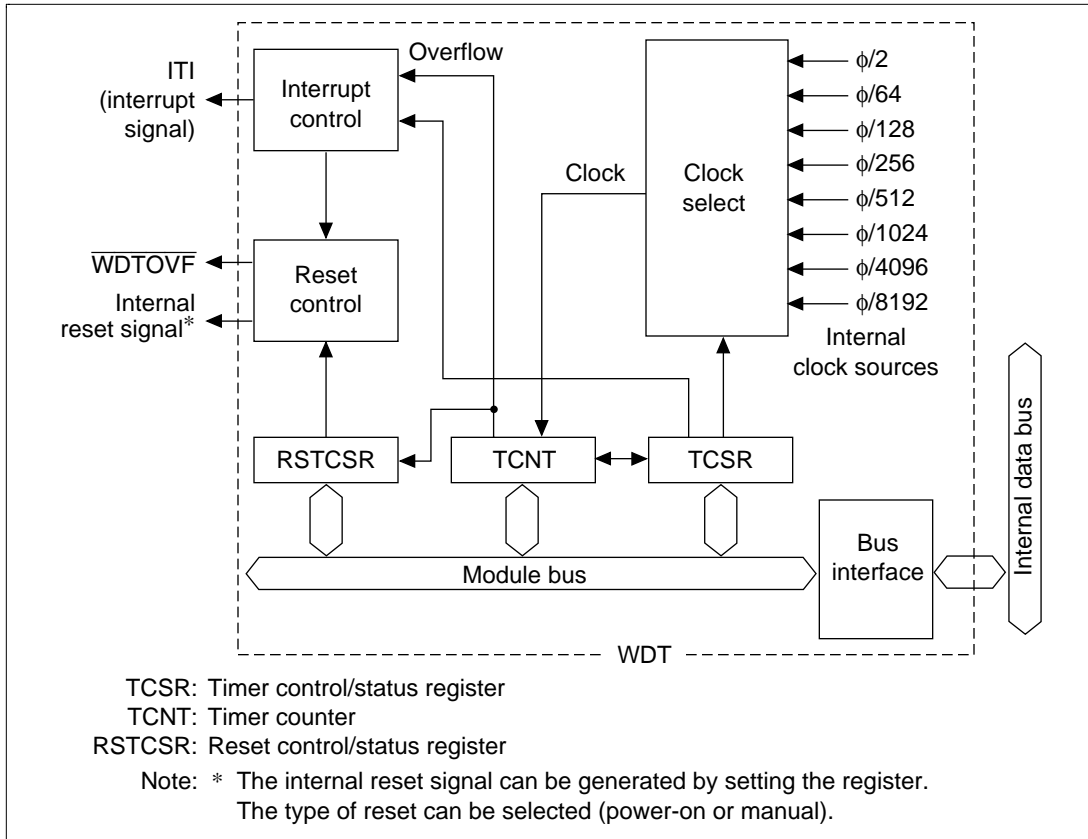 Overflow
ITI
(interrupt
signal)
Interrupt
control
Clock
Clock
select
ϕ/2
ϕ/64
ϕ/128
ϕ/256
ϕ/512
ϕ/1024
ϕ/4096
ϕ/8192
Internal
clock sources
WDTOVF
Internal
reset signal*
Reset
control
RSTCSR
TCNT
TCSR
Module bus
Bus
interface
Internal data bus
WDT
TCSR: Timer control/status register
TCNT: Timer counter
RSTCSR: Reset control/status register
Note: * The internal reset signal can be generated by setting the register.
The type of reset can be selected (power-on or manual).